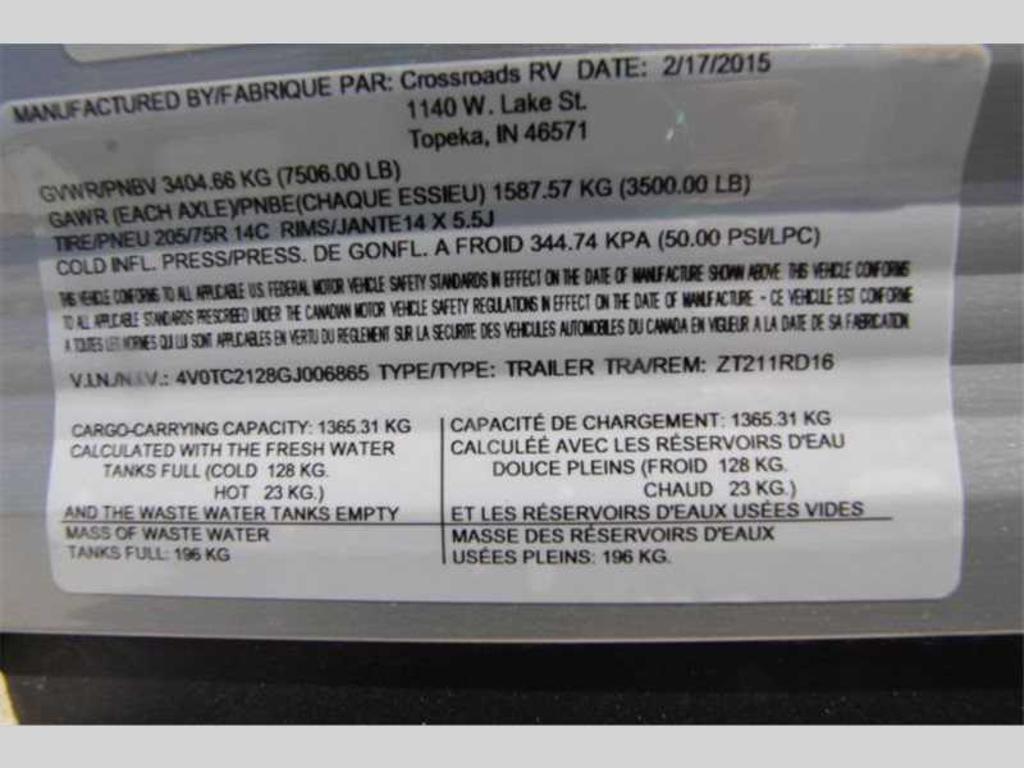 MANUFACTURED BY/FABRIQUE PAR: Crossroads RV DATE: 2/17/2015
1140 W. Lake St.
Topeka, IN 46571
GVWR/PNBV 3404.66 KG (7506.00 LB)
GAWR (EACH AXLE)/PNBE(CHAQUE ESSIEU) 1587.57 KG (3500.00 LB)
TIRE/PNEU 205/75R 14C RIMS/JANTE14 X 5.5J
COLD INFL. PRESS/PRESS. DE GONFL. A FROID 344.74 KPA (50.00 PSI/LPC)
THIS VEHICLE CONFORMS TO ALL APPLICABLE U.S. FEDERAL MOTOR VEHICLE SAFETY STANDARDS IN EFFECT ON THE DATE OF MANUFACTURE SHOWN ABOVE. THIS VEHICLE CONFORMS
TO ALL APPLICABLE STANDARDS PRESCRIBED UNDER THE CANADIAN MOTOR VEHICLE SAFETY REGULATIONS IN EFFECT ON THE DATE OF MANUFACTURE - CE VEHICULE EST CONFORME
A TOUTES LES NORMES QUI LUI SONT APPLICABLES EN VERTU DU REGLEMENT SUR LA SECURITE DES VEHICULES AUTOMOBILES DU CANADA EN VIGUEUR A LA DATE DE SA FABRICATION
V.I.N./N.I.V.: 4V0TC2128GJ006865 TYPE/TYPE: TRAILER TRA/REM: ZT211RD16
CARGO-CARRYING CAPACITY: 1365.31 KG
CALCULATED WITH THE FRESH WATER
TANKS FULL (COLD 128 KG.
HOT 23 KG.)
AND THE WASTE WATER TANKS EMPTY
MASS OF WASTE WATER
TANKS FULL: 196 KG
CAPACITÉ DE CHARGEMENT: 1365.31 KG
CALCULÉÉ AVEC LES RÉSERVOIRS D'EAU
DOUCE PLEINS (FROID 128 KG.
CHAUD 23 KG.)
ET LES RÉSERVOIRS D'EAUX USÉES VIDES
MASSE DES RÉSERVOIRS D'EAUX
USÉES PLEINS: 196 KG.